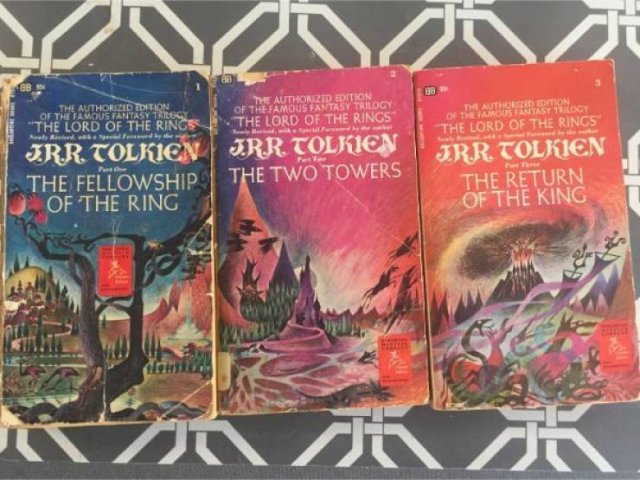 BB 95¢ 1
THE AUTHORIZED EDITION
OF THE FAMOUS FANTASY TRILOGY
"THE LORD OF THE RINGS"
Newly Revised, with a Special Foreword by the author
J.R.R. TOLKIEN
Part One
THE FELLOWSHIP
OF THE RING
BB 2
THE AUTHORIZED EDITION
OF THE FAMOUS FANTASY TRILOGY
"THE LORD OF THE RINGS"
Newly Revised, with a Special Foreword by the author
J.R.R. TOLKIEN
Part Two
THE TWO TOWERS
BB 95¢ 3
THE AUTHORIZED EDITION
OF THE FAMOUS FANTASY TRILOGY
"THE LORD OF THE RINGS"
Newly Revised, with a Special Foreword by the author
J.R.R. TOLKIEN
Part Three
THE RETURN
OF THE KING